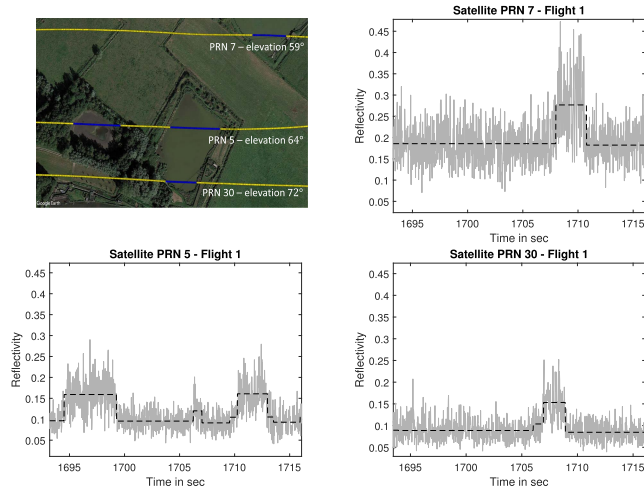 PRN 7 – elevation 59°
PRN 5 – elevation 64°
PRN 30 – elevation 72°
Google Earth
Satellite PRN 7 - Flight 1
0.45
0.4
0.35
0.3
0.25
0.2
0.15
0.1
0.05
Reflectivity
1695 1700 1705 1710 1715
Time in sec
Satellite PRN 5 - Flight 1
0.45
0.4
0.35
0.3
0.25
0.2
0.15
0.1
0.05
Reflectivity
1695 1700 1705 1710 1715
Time in sec
Satellite PRN 30 - Flight 1
0.45
0.4
0.35
0.3
0.25
0.2
0.15
0.1
0.05
Reflectivity
1695 1700 1705 1710 1715
Time in sec